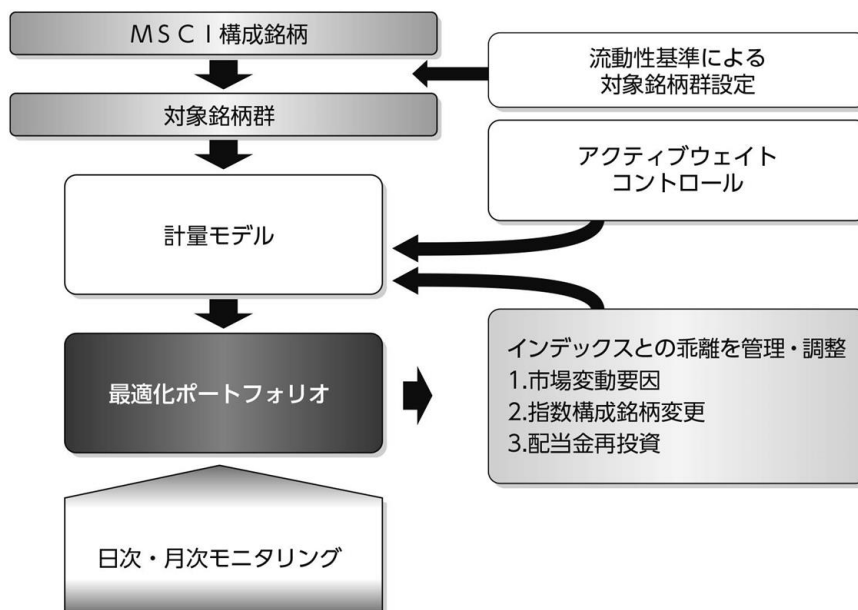 ＭＳＣＩ構成銘柄
流動性基準による
対象銘柄群設定
対象銘柄群
アクティブウェイト
コントロール
計量モデル
最適化ポートフォリオ
インデックスとの乖離を管理・調整
1.市場変動要因
2.指数構成銘柄変更
3.配当金再投資
日次・月次モニタリング